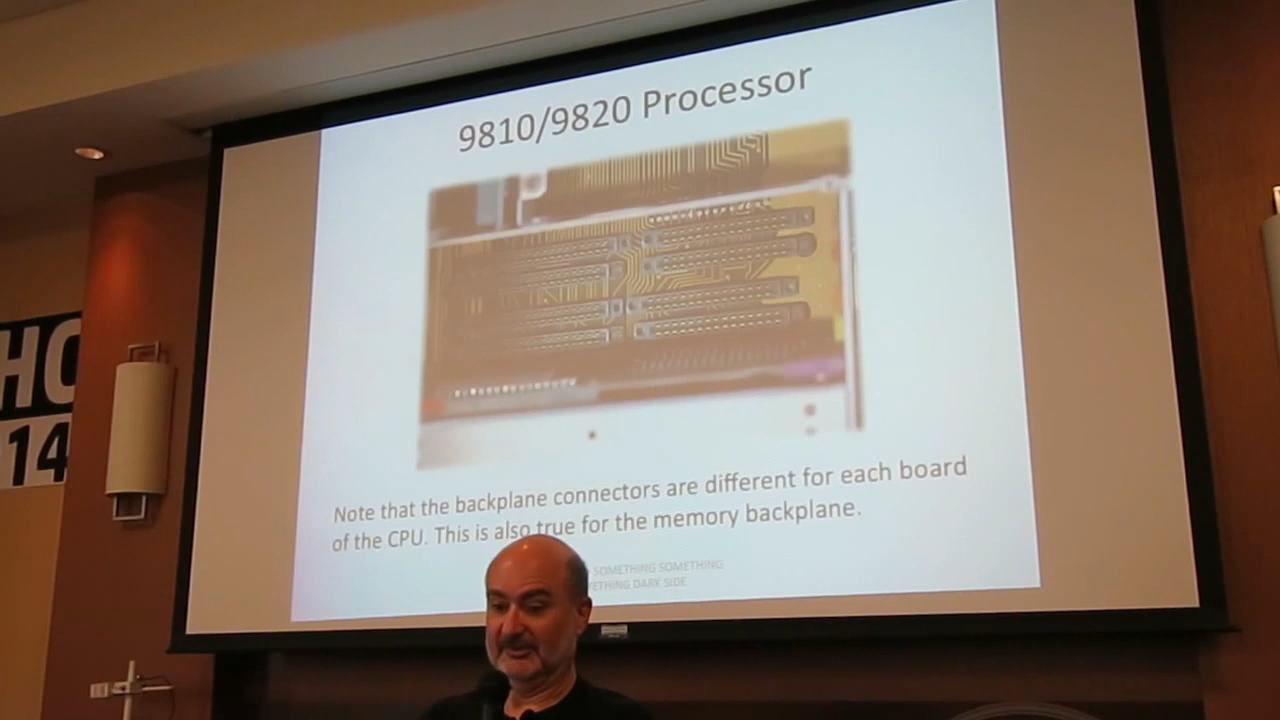 9810/9820 Processor
Note that the backplane connectors are different for each board
of the CPU. This is also true for the memory backplane.
SOMETHING SOMETHING
DARK SIDE
HO
14